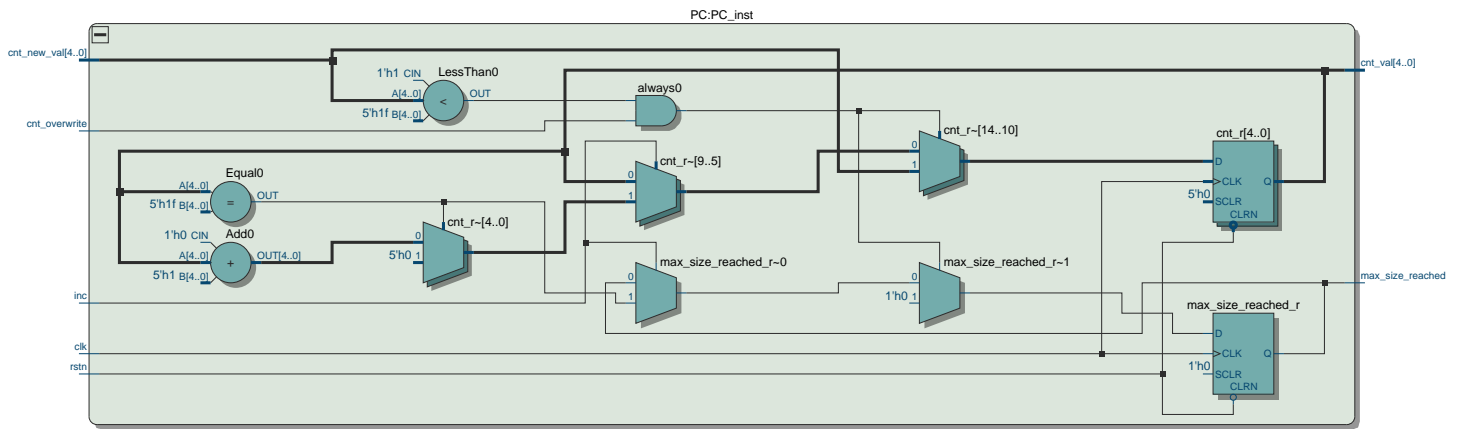 PC:PC_inst
cnt_new_val[4..0]
cnt_val[4..0]
LessThan0
1'h1 CIN
A[4..0]
< OUT
5'h1f B[4..0]
always0
cnt_overwrite
cnt_r~[14..10]
0
1
cnt_r[4..0]
D
CLK
Q
5'h0 SCLR
CLRN
cnt_r~[9..5]
0
1
Equal0
A[4..0]
= OUT
5'h1f B[4..0]
cnt_r~[4..0]
0
5'h0 1
Add0
1'h0 CIN
A[4..0]
+ OUT[4..0]
5'h1 B[4..0]
max_size_reached_r~0
0
1
max_size_reached_r~1
0
1'h0 1
max_size_reached
inc
max_size_reached_r
D
CLK
Q
1'h0 SCLR
CLRN
clk
rstn